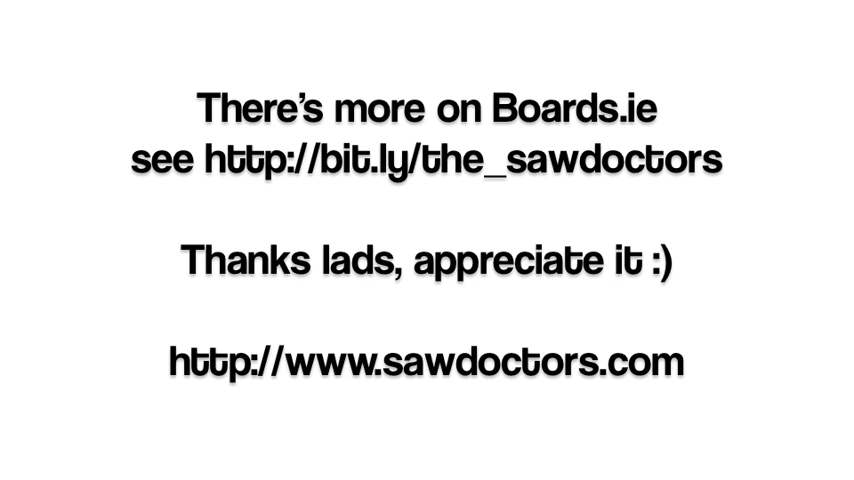 There's more on Boards.ie
see http://bit.ly/the_sawdoctors
Thanks lads, appreciate it :)
http://www.sawdoctors.com